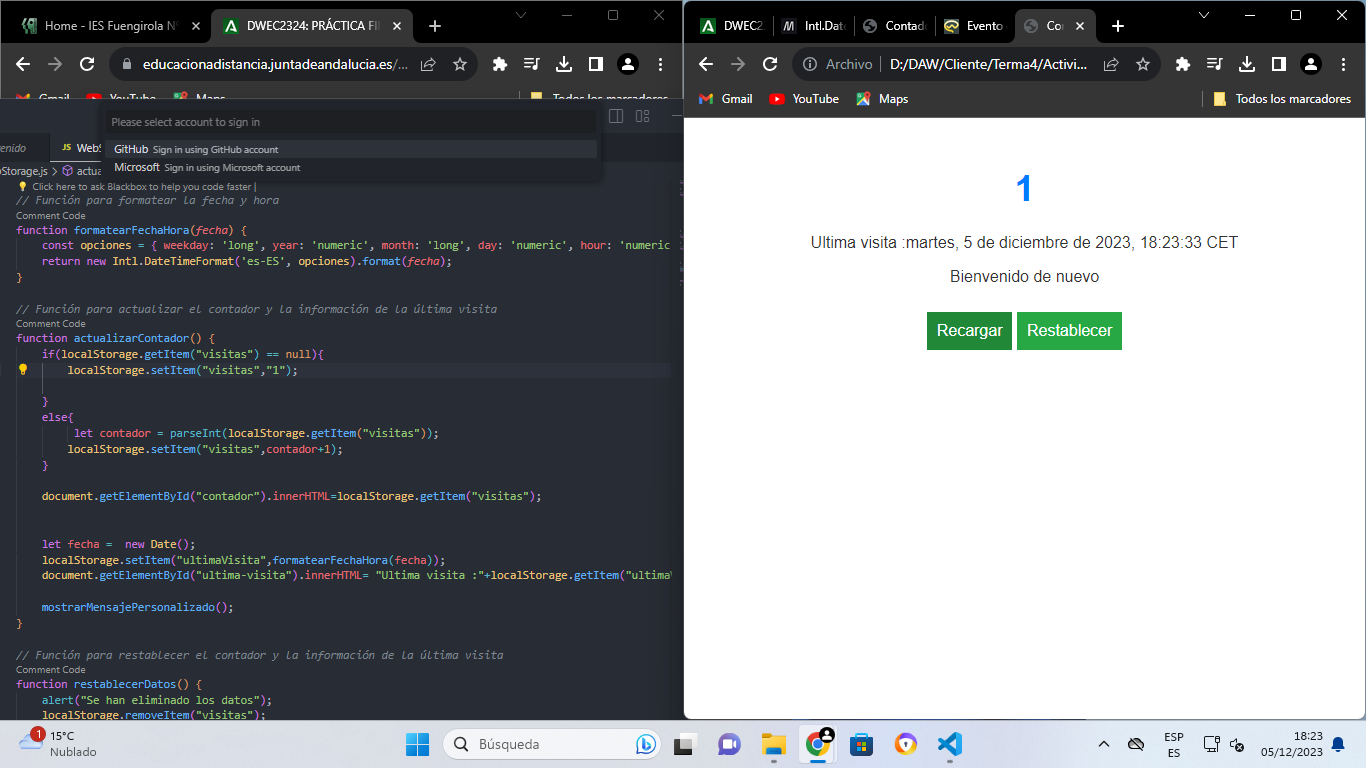 Home - IES Fuengirola Nº
DWEC2324: PRÁCTICA FI
educacionadistancia.juntadeandalucia.es/...
Gmail
YouTube
Maps
Todos los marcadores
Please select account to sign in
GitHub Sign in using GitHub account
Microsoft Sign in using Microsoft account
enido
JS WebS
oStorage.js > actua
Click here to ask Blackbox to help you code faster |
// Función para formatear la fecha y hora
Comment Code
function formatearFechaHora(fecha) {
const opciones = { weekday: 'long', year: 'numeric', month: 'long', day: 'numeric', hour: 'numeric
return new Intl.DateTimeFormat('es-ES', opciones).format(fecha);
}
// Función para actualizar el contador y la información de la última visita
Comment Code
function actualizarContador() {
if(localStorage.getItem("visitas") == null){
localStorage.setItem("visitas","1");
}
else{
let contador = parseInt(localStorage.getItem("visitas"));
localStorage.setItem("visitas",contador+1);
}
document.getElementById("contador").innerHTML=localStorage.getItem("visitas");
let fecha = new Date();
localStorage.setItem("ultimaVisita",formatearFechaHora(fecha));
document.getElementById("ultima-visita").innerHTML= "Ultima visita :"+localStorage.getItem("ultimaV
mostrarMensajePersonalizado();
}
// Función para restablecer el contador y la información de la última visita
Comment Code
function restablecerDatos() {
alert("Se han eliminado los datos");
localStorage.removeItem("visitas");
DWEC2
Intl.Dat
Contad
Evento
Co
Archivo | D:/DAW/Cliente/Terma4/Activi...
Gmail
YouTube
Maps
Todos los marcadores
1
Ultima visita :martes, 5 de diciembre de 2023, 18:23:33 CET
Bienvenido de nuevo
Recargar
Restablecer
1
15°C
Nublado
Búsqueda
ESP
ES
18:23
05/12/2023